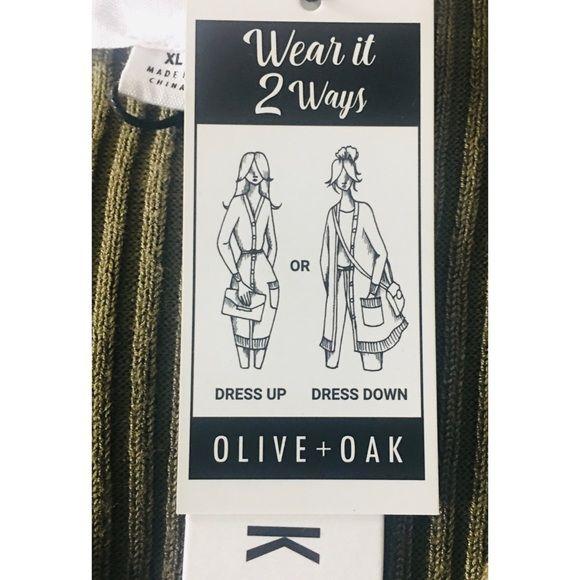 XL
MADE
CHINA
Wear it
2 Ways
OR
DRESS UP DRESS DOWN
OLIVE + OAK
K